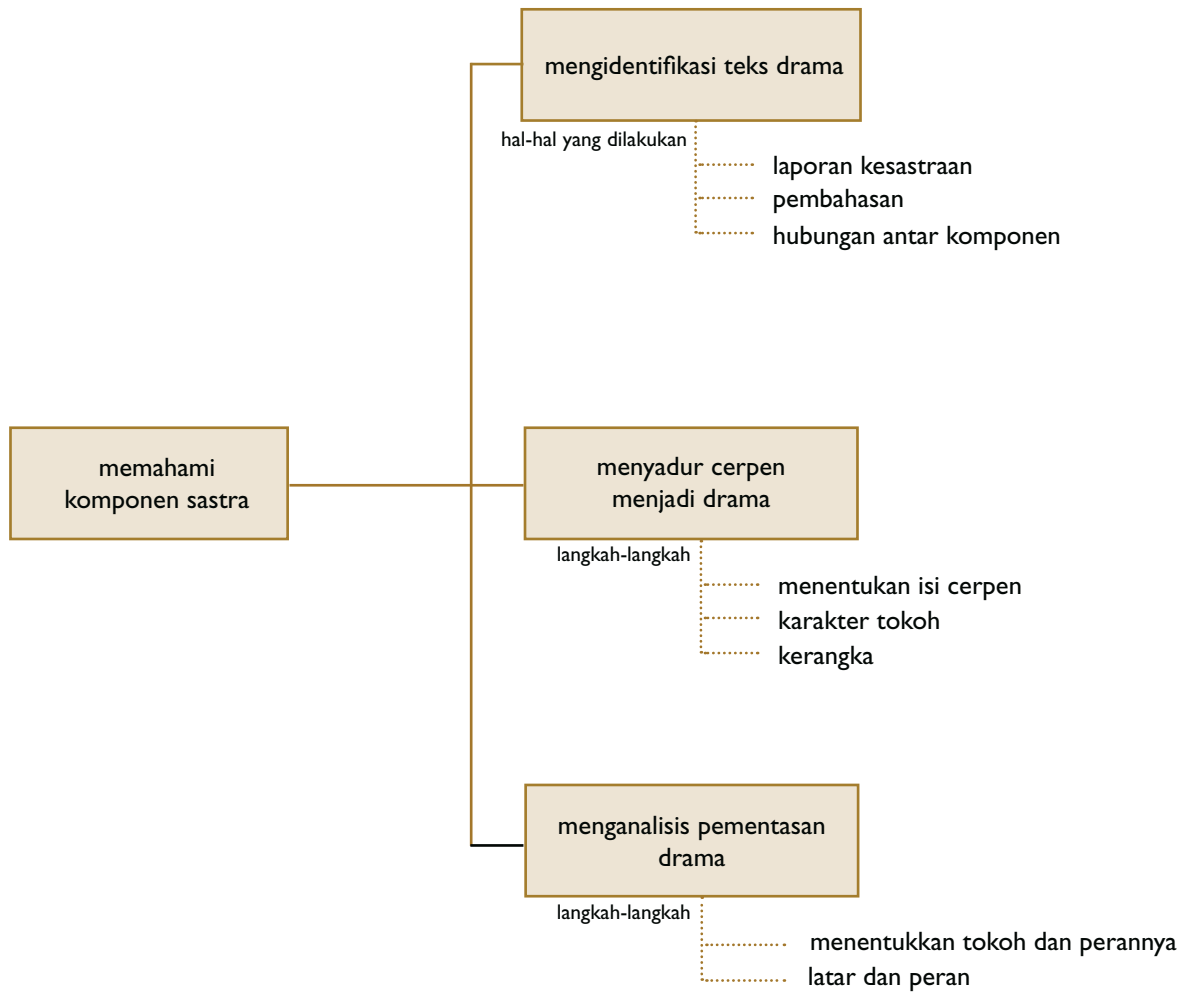 mengidentifikasi teks drama
hal-hal yang dilakukan
laporan kesastraan
pembahasan
hubungan antar komponen
memahami
komponen sastra
menyadur cerpen
menjadi drama
langkah-langkah
menentukan isi cerpen
karakter tokoh
kerangka
menganalisis pementasan
drama
langkah-langkah
menentukkan tokoh dan perannya
latar dan peran